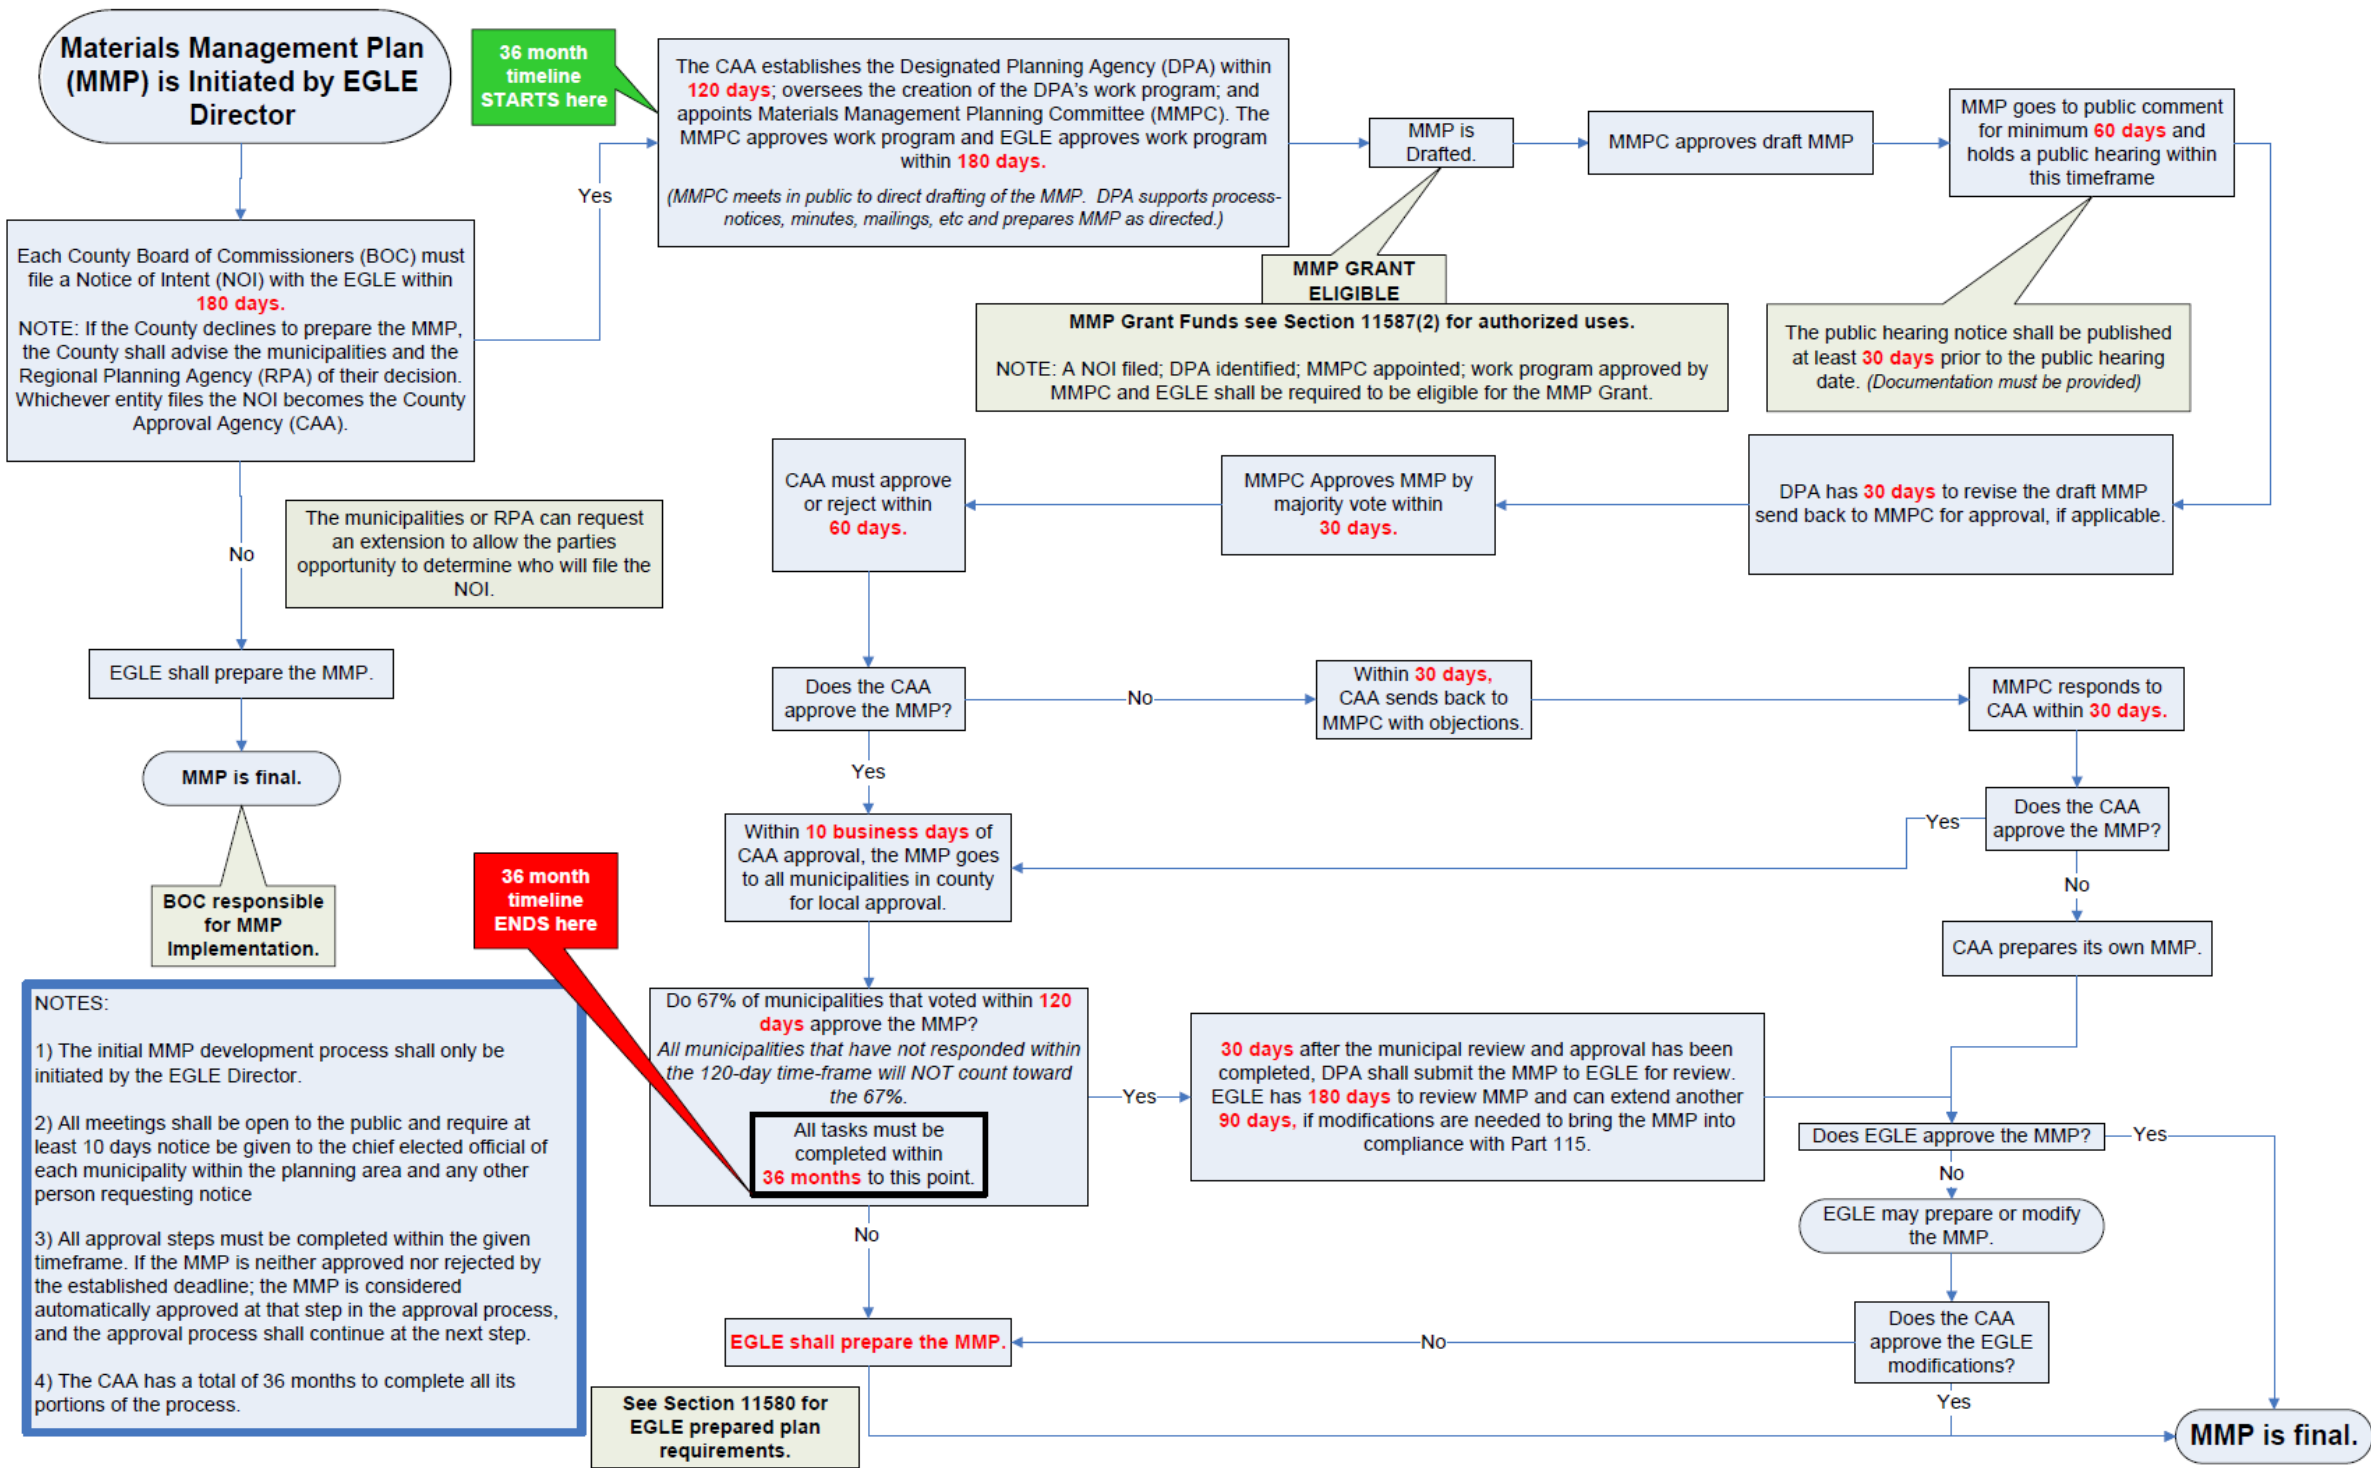 Materials Management Plan
(MMP) is Initiated by EGLE
Director
36 month
timeline
STARTS here
The CAA establishes the Designated Planning Agency (DPA) within
120 days; oversees the creation of the DPA's work program; and
appoints Materials Management Planning Committee (MMPC). The
MMPC approves work program and EGLE approves work program
within 180 days.
(MMPC meets in public to direct drafting of the MMP. DPA supports process-
notices, minutes, mailings, etc and prepares MMP as directed.)
MMP is
Drafted.
MMPC approves draft MMP
MMP goes to public comment
for minimum 60 days and
holds a public hearing within
this timeframe
Yes
Each County Board of Commissioners (BOC) must
file a Notice of Intent (NOI) with the EGLE within
180 days.
NOTE: If the County declines to prepare the MMP,
the County shall advise the municipalities and the
Regional Planning Agency (RPA) of their decision.
Whichever entity files the NOI becomes the County
Approval Agency (CAA).
MMP GRANT
ELIGIBLE
MMP Grant Funds see Section 11587(2) for authorized uses.
NOTE: A NOI filed; DPA identified; MMPC appointed; work program approved by
MMPC and EGLE shall be required to be eligible for the MMP Grant.
The public hearing notice shall be published
at least 30 days prior to the public hearing
date. (Documentation must be provided)
CAA must approve
or reject within
60 days.
MMPC Approves MMP by
majority vote within
30 days.
DPA has 30 days to revise the draft MMP
send back to MMPC for approval, if applicable.
No
The municipalities or RPA can request
an extension to allow the parties
opportunity to determine who will file the
NOI.
EGLE shall prepare the MMP.
Does the CAA
approve the MMP?
No
Within 30 days,
CAA sends back to
MMPC with objections.
MMPC responds to
CAA within 30 days.
MMP is final.
Yes
Within 10 business days of
CAA approval, the MMP goes
to all municipalities in county
for local approval.
Yes
Does the CAA
approve the MMP?
No
BOC responsible
for MMP
Implementation.
36 month
timeline
ENDS here
CAA prepares its own MMP.
NOTES:
1) The initial MMP development process shall only be
initiated by the EGLE Director.
2) All meetings shall be open to the public and require at
least 10 days notice be given to the chief elected official of
each municipality within the planning area and any other
person requesting notice
3) All approval steps must be completed within the given
timeframe. If the MMP is neither approved nor rejected by
the established deadline; the MMP is considered
automatically approved at that step in the approval process,
and the approval process shall continue at the next step.
4) The CAA has a total of 36 months to complete all its
portions of the process.
Do 67% of municipalities that voted within 120
days approve the MMP?
All municipalities that have not responded within
the 120-day time-frame will NOT count toward
the 67%.
All tasks must be
completed within
36 months to this point.
Yes
30 days after the municipal review and approval has been
completed, DPA shall submit the MMP to EGLE for review.
EGLE has 180 days to review MMP and can extend another
90 days, if modifications are needed to bring the MMP into
compliance with Part 115.
Does EGLE approve the MMP?
Yes
No
EGLE may prepare or modify
the MMP.
No
EGLE shall prepare the MMP.
No
Does the CAA
approve the EGLE
modifications?
Yes
See Section 11580 for
EGLE prepared plan
requirements.
MMP is final.